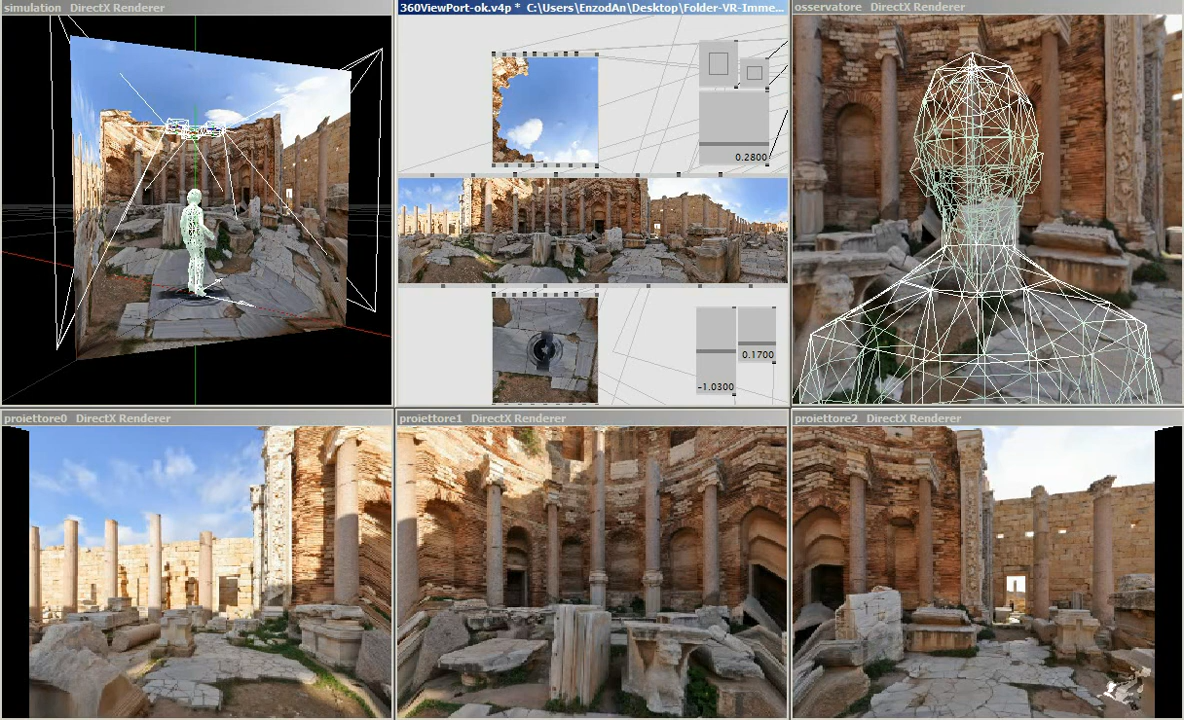 simulation DirectX Renderer
360ViewPort-ok.v4p * C:\Users\EnzodAn\Desktop\Folder-VR-Imme...
osservatore DirectX Renderer
0.2800
0.1700
-1.0300
proiettore0 DirectX Renderer
proiettore1 DirectX Renderer
proiettore2 DirectX Renderer